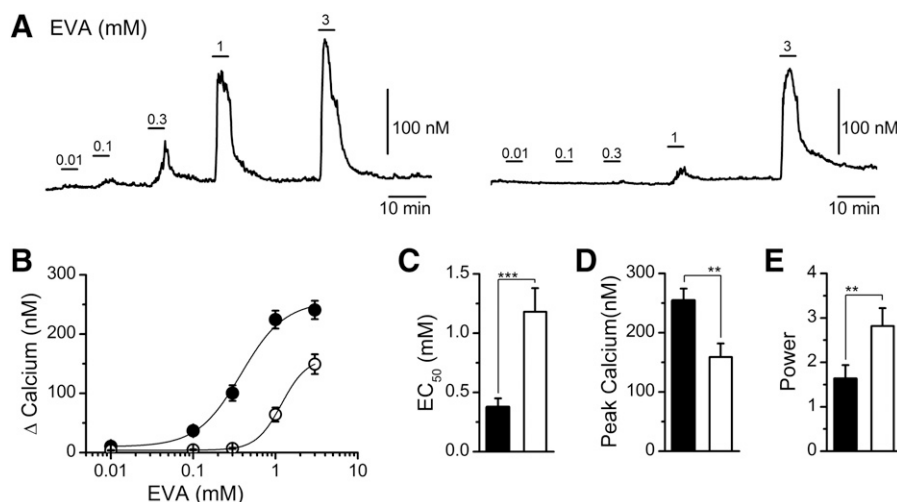 A EVA (mM)
0.01 0.1 0.3 1 3
100 nM
10 min
0.01 0.1 0.3 1 3
100 nM
10 min
B
Δ Calcium (nM)
300
150
0
0.01 0.1 1 10
EVA (mM)
C
EC50 (mM)
1.5
1.0
0.5
0.0
***
D
Peak Calcium(nM)
300
200
100
0
**
E
Power
4
3
2
1
0
**